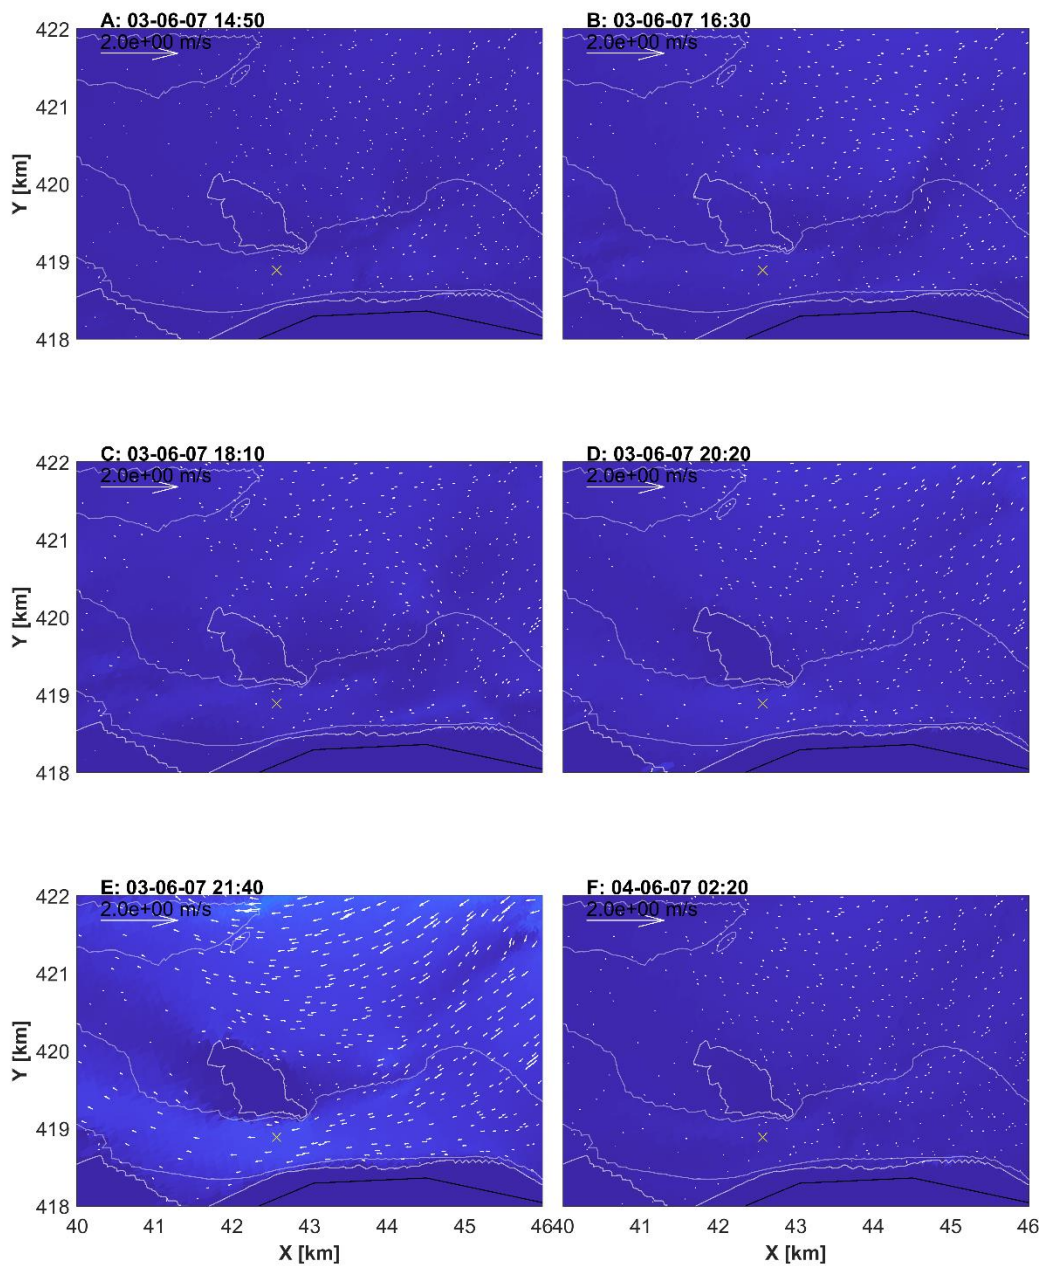 A: 03-06-07 14:50
B: 03-06-07 16:30
2.0e+00 m/s
2.0e+00 m/s
422
421
420
419
418
Y [km]
C: 03-06-07 18:10
D: 03-06-07 20:20
2.0e+00 m/s
2.0e+00 m/s
422
421
420
419
418
Y [km]
E: 03-06-07 21:40
F: 04-06-07 02:20
2.0e+00 m/s
2.0e+00 m/s
422
421
420
419
418
Y [km]
40 41 42 43 44 45 46
40 41 42 43 44 45 46
X [km]
X [km]